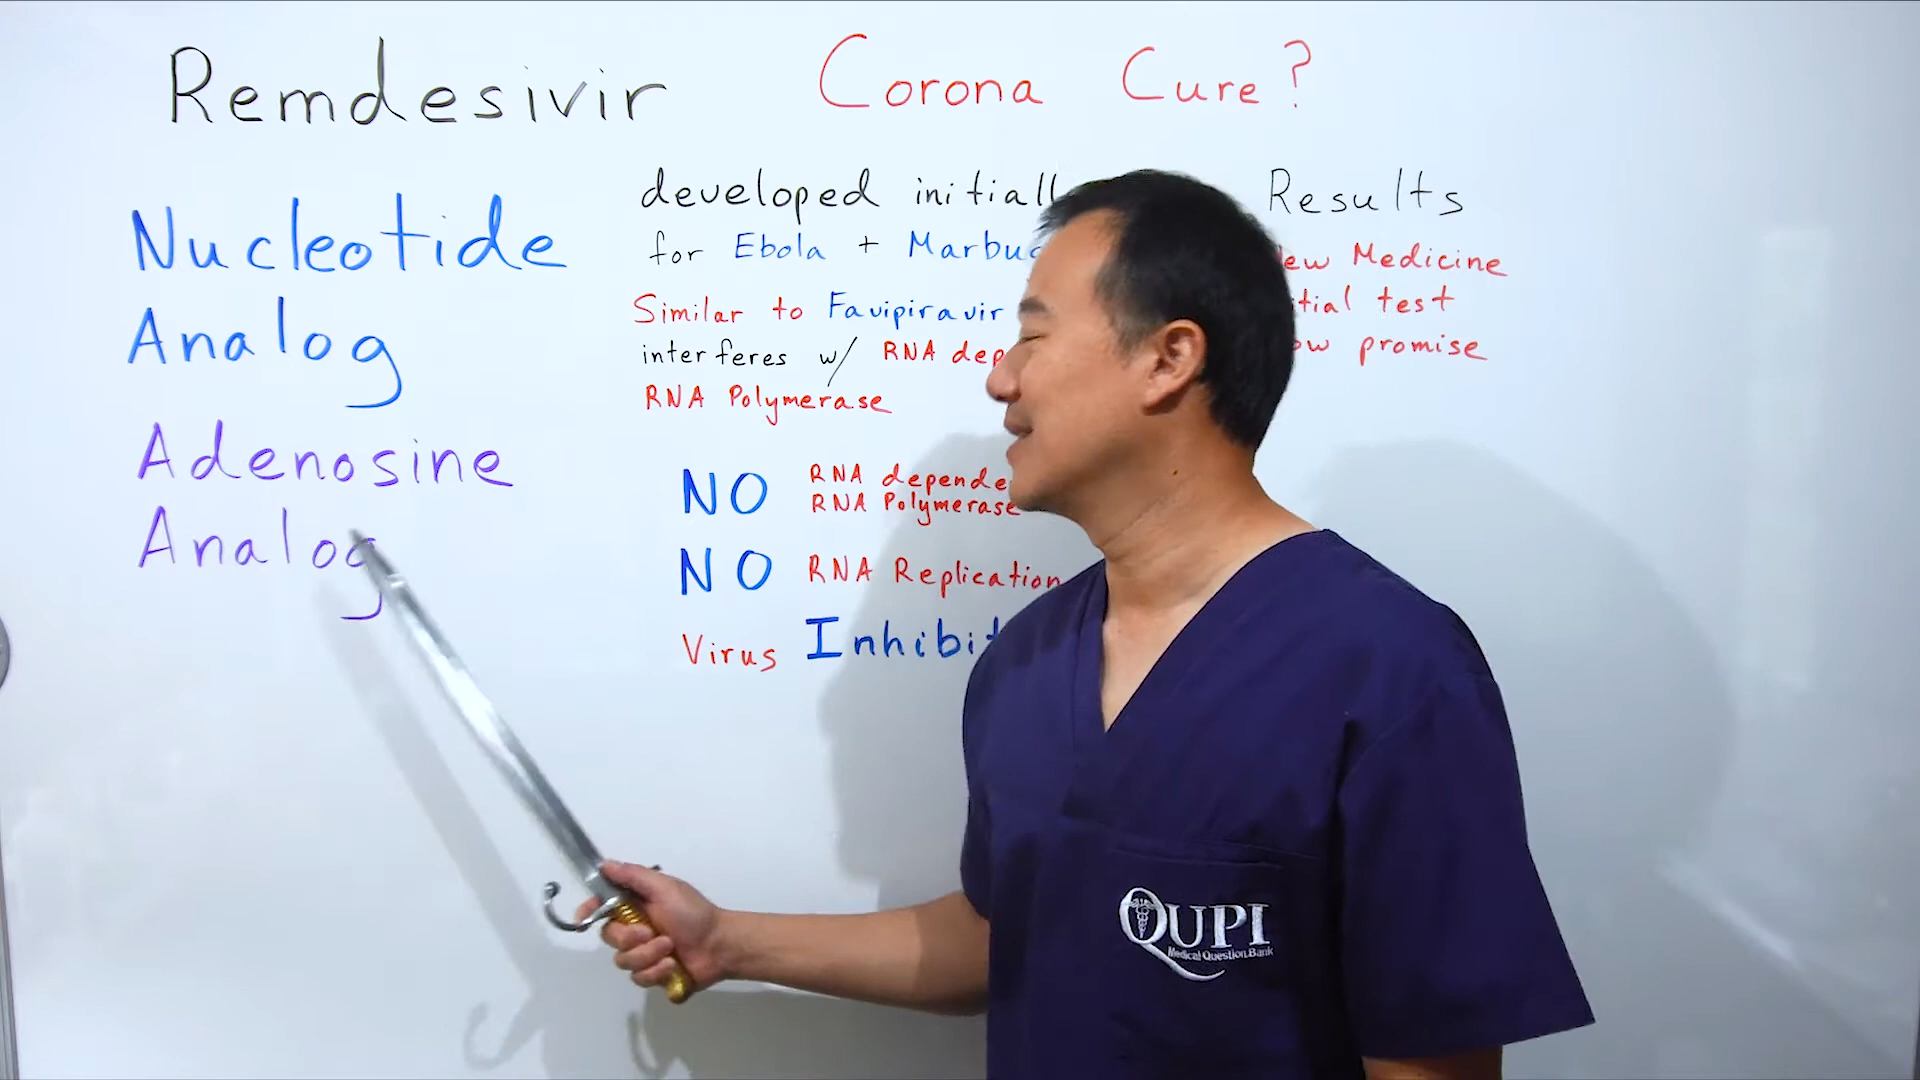 Remdesivir Corona Cure?
Nucleotide
Analog
Adenosine
Analog
developed initiall
for Ebola + Marbu
Similar to Favipiravir
interferes w/ RNA dep
RNA Polymerase
NO RNA depende
RNA Polymerase
NO RNA Replication
Virus Inhibit
Results
ew Medicine
tial test
ow promise
QUPI
Medical Question Bank